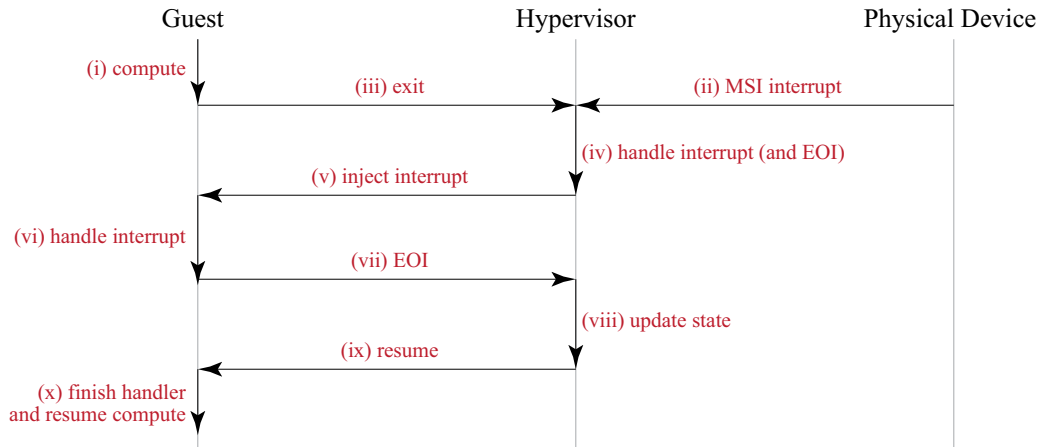 Guest
Hypervisor
Physical Device
(i) compute
(iii) exit
(ii) MSI interrupt
(iv) handle interrupt (and EOI)
(v) inject interrupt
(vi) handle interrupt
(vii) EOI
(viii) update state
(ix) resume
(x) finish handler
and resume compute